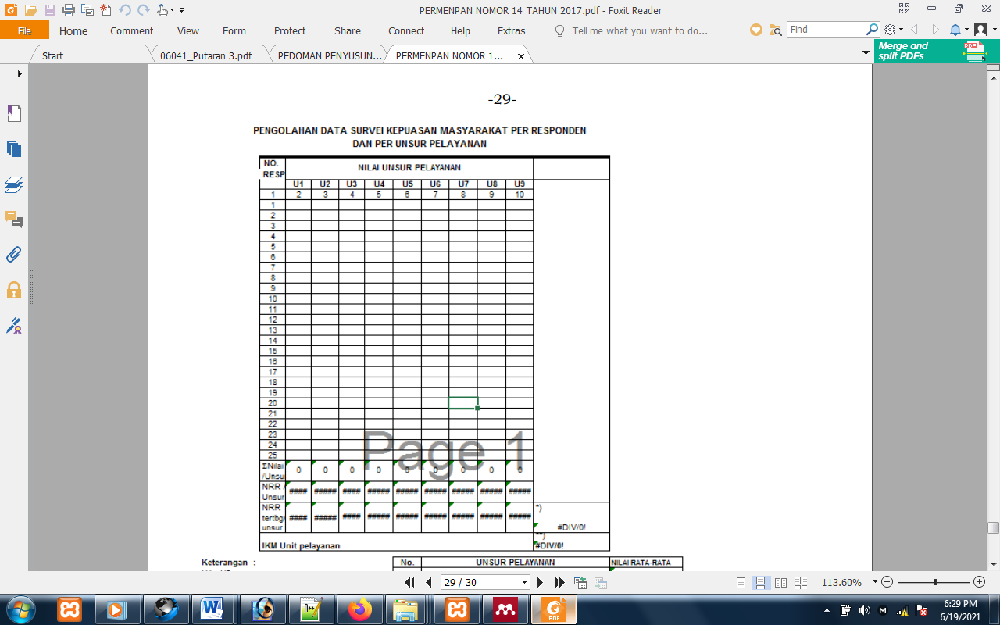 PERMENPAN NOMOR 14 TAHUN 2017.pdf - Foxit Reader
File Home Comment View Form Protect Share Connect Help Extras Tell me what you want to do... Find
Start 06041_Putaran 3.pdf PEDOMAN PENYUSUN... PERMENPAN NOMOR 1...
Merge and
split PDFs
-29-
PENGOLAHAN DATA SURVEI KEPUASAN MASYARAKAT PER RESPONDEN
DAN PER UNSUR PELAYANAN
NO.
RESP
NILAI UNSUR PELAYANAN
U1 U2 U3 U4 U5 U6 U7 U8 U9
1 2 3 4 5 6 7 8 9 10
1
2
3
4
5
6
7
8
9
10
11
12
13
14
15
16
17
18
19
20
21
22
23
24
25
Page 1
ΣNilai
/Unsu
0 0 0 0 0 0 0 0 0
NRR /
Unsur
#### ##### #### ##### ##### ##### ##### ##### #####
NRR
tertbg/
unsur
#### ##### #### ##### ##### ##### ##### ##### #####
*)
#DIV/0!
IKM Unit pelayanan
**)
#DIV/0!
Keterangan :
No. UNSUR PELAYANAN NILAI RATA-RATA
29 / 30
113.60%
6:29 PM
6/19/2021